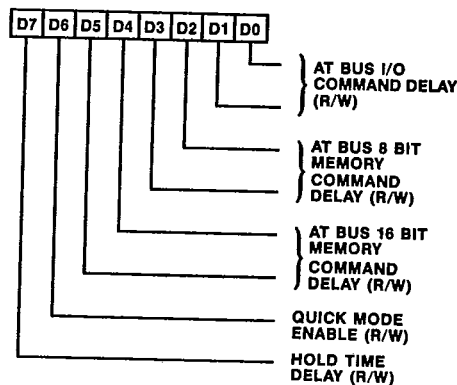 D7 D6 D5 D4 D3 D2 D1 D0
AT BUS I/O
COMMAND DELAY
(R/W)
AT BUS 8 BIT
MEMORY
COMMAND
DELAY (R/W)
AT BUS 16 BIT
MEMORY
COMMAND
DELAY (R/W)
QUICK MODE
ENABLE (R/W)
HOLD TIME
DELAY (R/W)